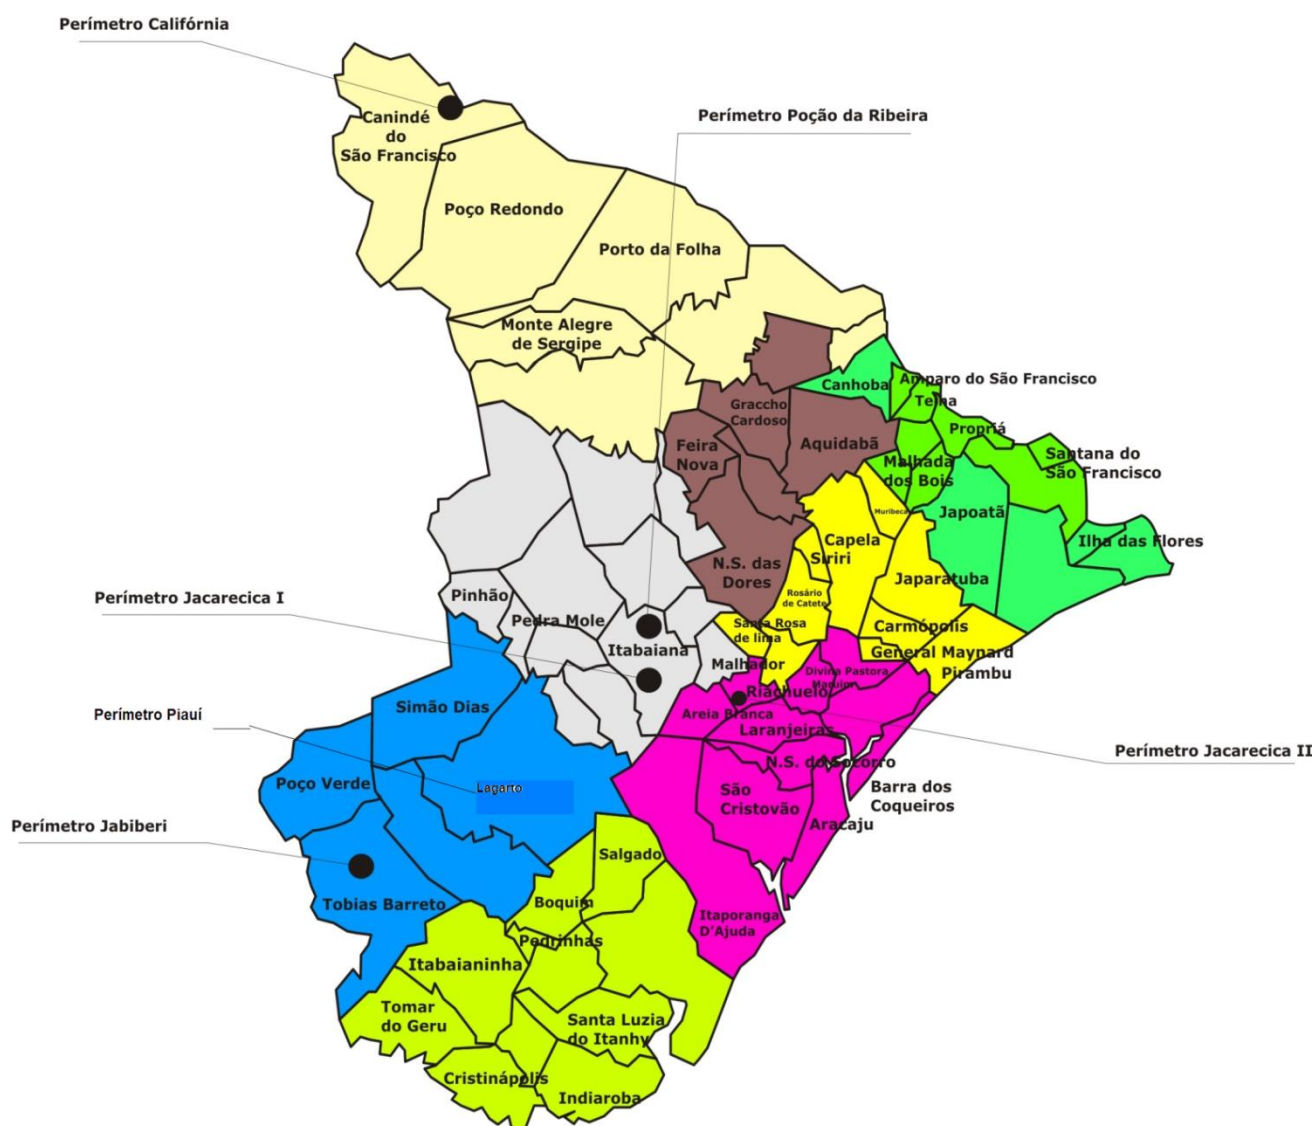 Perímetro Califórnia
Canindé
do
São Francisco
Perímetro Poção da Ribeira
Poço Redondo
Porto da Folha
Monte Alegre
de Sergipe
Canhoba
Amparo do São Francisco
Telha
Graccho
Cardoso
Propriá
Feira
Nova
Aquidabã
Malhada
dos Bois
Santana do
São Francisco
Muribeca
Japoatã
Ilha das Flores
Capela
Siriri
N.S. das
Dores
Japaratuba
Perímetro Jacarecica I
Pinhão
Pedra Mole
Rosário
de Catete
Santa Rosa
de lima
Carmópolis
Itabaiana
General Maynard
Malhador
Divina Pastora
Maruim
Pirambu
Riachuelo
Perímetro Piauí
Simão Dias
Areia Branca
Laranjeiras
Perímetro Jacarecica II
N.S. do Socorro
Poço Verde
Lagarto
São
Cristovão
Barra dos
Coqueiros
Perímetro Jabiberi
Aracaju
Salgado
Tobias Barreto
Boquim
Itaporanga
D'Ajuda
Pedrinhas
Itabaianinha
Tomar
do Geru
Santa Luzia
do Itanhy
Cristinápolis
Indiaroba